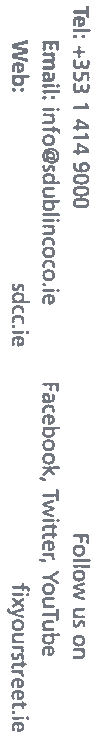 Tel: +353 1 414 9000 Follow us on
Email: info@sdublincoco.ie Facebook, Twitter, YouTube
Web: sdcc.ie fixyourstreet.ie